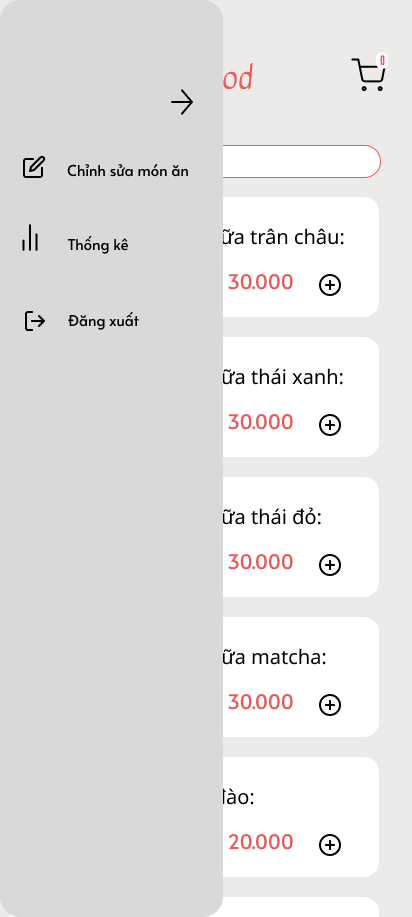 od
0
Chỉnh sửa món ăn
Thống kê
Đăng xuất
ữa trân châu:
30.000
ữa thái xanh:
30.000
ữa thái đỏ:
30.000
ữa matcha:
30.000
đào:
20.000